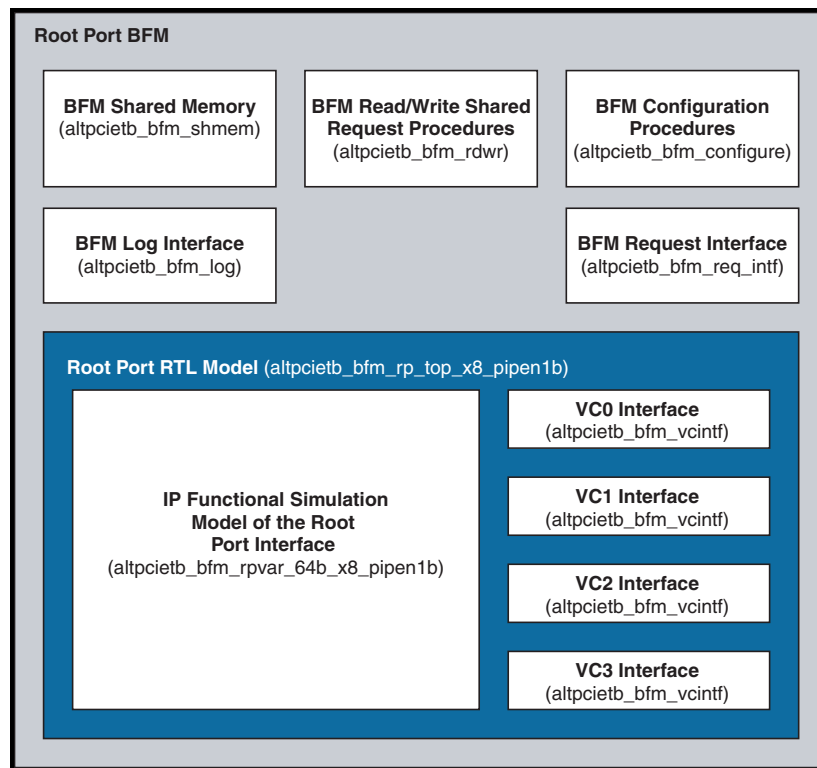 Root Port BFM
BFM Shared Memory
(altpcietb_bfm_shmem)
BFM Read/Write Shared
Request Procedures
(altpcietb_bfm_rdwr)
BFM Configuration
Procedures
(altpcietb_bfm_configure)
BFM Log Interface
(altpcietb_bfm_log)
BFM Request Interface
(altpcietb_bfm_req_intf)
Root Port RTL Model (altpcietb_bfm_rp_top_x8_pipen1b)
IP Functional Simulation
Model of the Root
Port Interface
(altpcietb_bfm_rpvar_64b_x8_pipen1b)
VC0 Interface
(altpcietb_bfm_vcintf)
VC1 Interface
(altpcietb_bfm_vcintf)
VC2 Interface
(altpcietb_bfm_vcintf)
VC3 Interface
(altpcietb_bfm_vcintf)